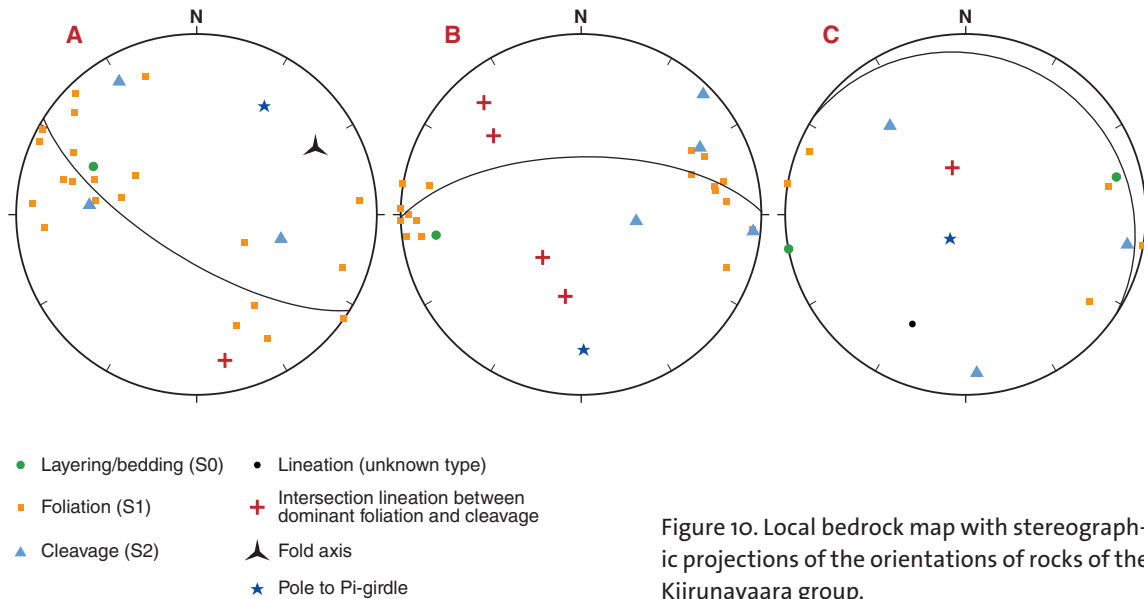 A
N
B
N
C
N
Layering/bedding (S0)
Foliation (S1)
Cleavage (S2)
Lineation (unknown type)
Intersection lineation between
dominant foliation and cleavage
Fold axis
Pole to Pi-girdle
Figure 10. Local bedrock map with stereograph-
ic projections of the orientations of rocks of the
Kiirunavaara group.